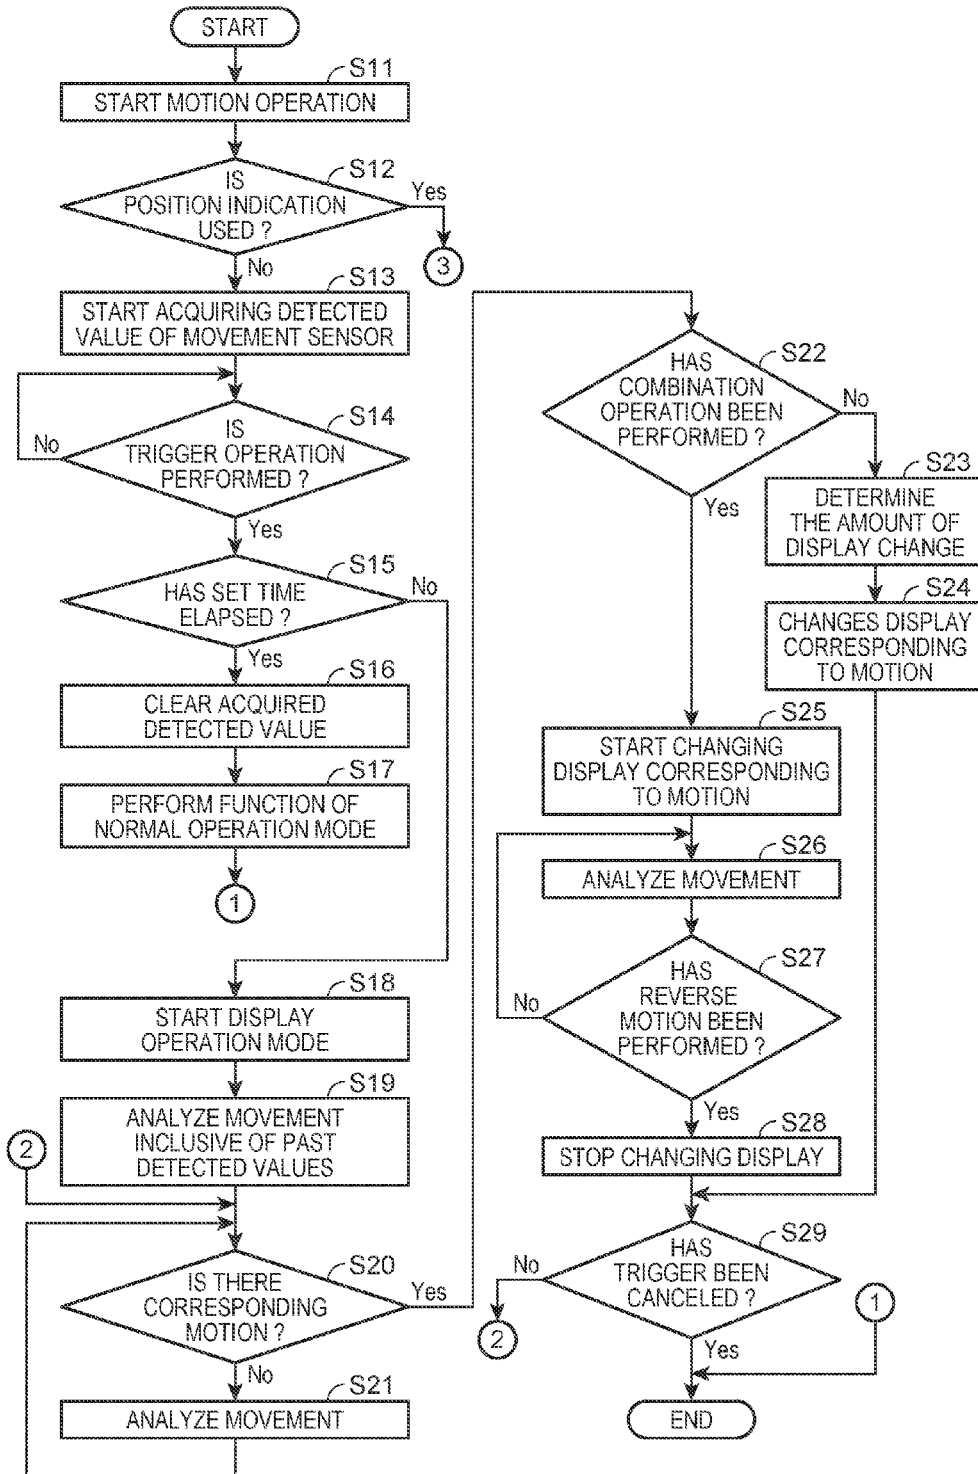 START
S11
START MOTION OPERATION
S12
IS
POSITION INDICATION
USED ?
Yes
3
No
S13
START ACQUIRING DETECTED
VALUE OF MOVEMENT SENSOR
S14
IS
TRIGGER OPERATION
PERFORMED ?
No
Yes
S15
HAS SET TIME
ELAPSED ?
No
Yes
S16
CLEAR ACQUIRED
DETECTED VALUE
S17
PERFORM FUNCTION OF
NORMAL OPERATION MODE
1
S18
START DISPLAY
OPERATION MODE
S19
ANALYZE MOVEMENT
INCLUSIVE OF PAST
DETECTED VALUES
2
S20
IS THERE
CORRESPONDING
MOTION ?
Yes
No
S21
ANALYZE MOVEMENT
S22
HAS
COMBINATION
OPERATION BEEN
PERFORMED ?
No
Yes
S23
DETERMINE
THE AMOUNT OF
DISPLAY CHANGE
S24
CHANGES DISPLAY
CORRESPONDING
TO MOTION
S25
START CHANGING
DISPLAY CORRESPONDING
TO MOTION
S26
ANALYZE MOVEMENT
S27
HAS
REVERSE
MOTION BEEN
PERFORMED ?
No
Yes
S28
STOP CHANGING DISPLAY
S29
HAS
TRIGGER BEEN
CANCELED ?
No
2
Yes
1
END